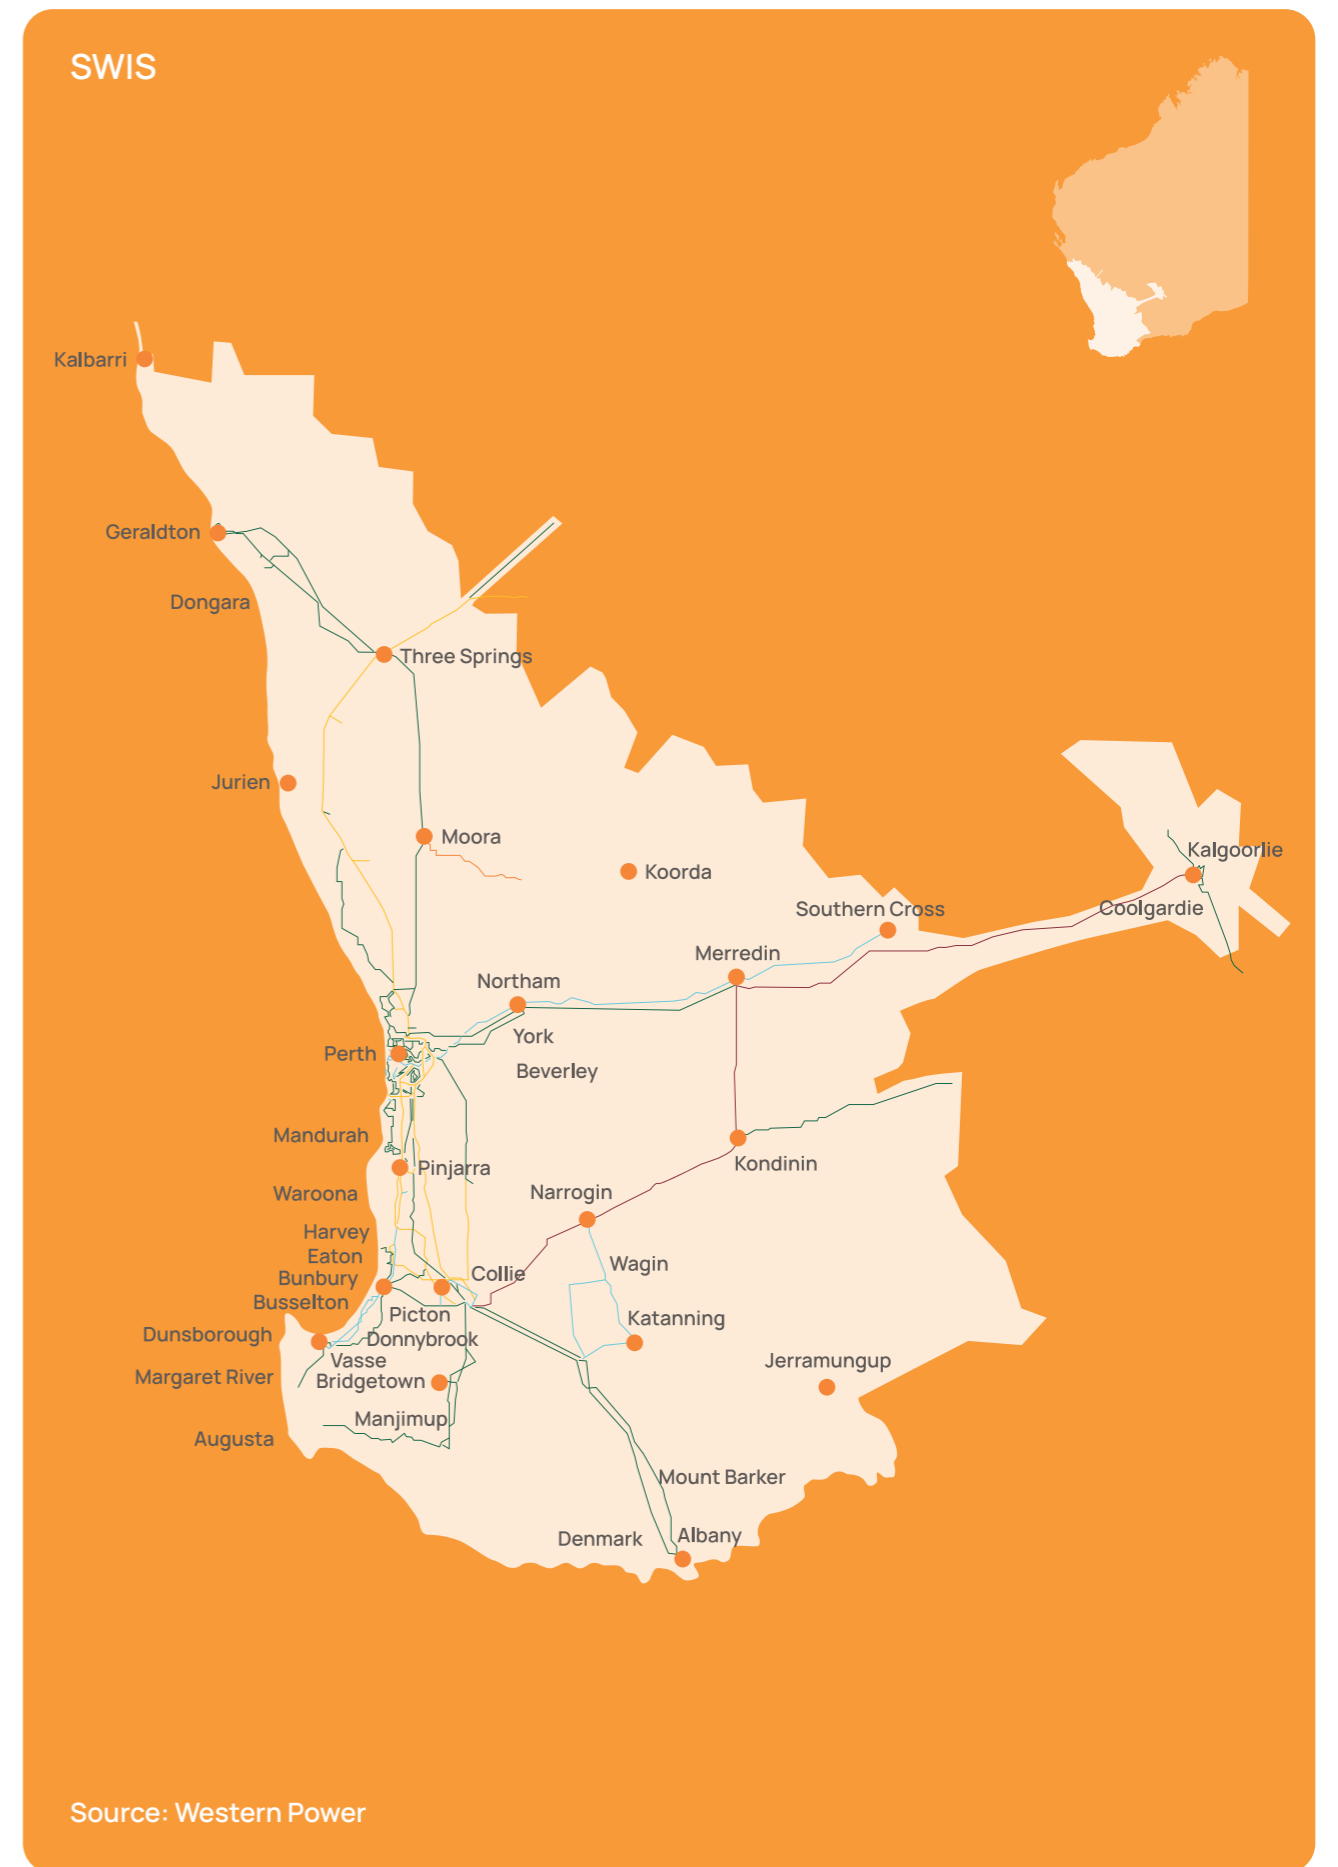 SWIS
Kalbarri
Geraldton
Dongara
Three Springs
Jurien
Moora
Koorda
Kalgoorlie
Coolgardie
Southern Cross
Merredin
Northam
York
Perth
Beverley
Mandurah
Kondinin
Pinjarra
Waroona
Narrogin
Harvey
Eaton
Wagin
Collie
Bunbury
Busselton
Picton
Katanning
Dunsborough
Donnybrook
Vasse
Jerramungup
Margaret River
Bridgetown
Manjimup
Augusta
Mount Barker
Denmark
Albany
Source: Western Power